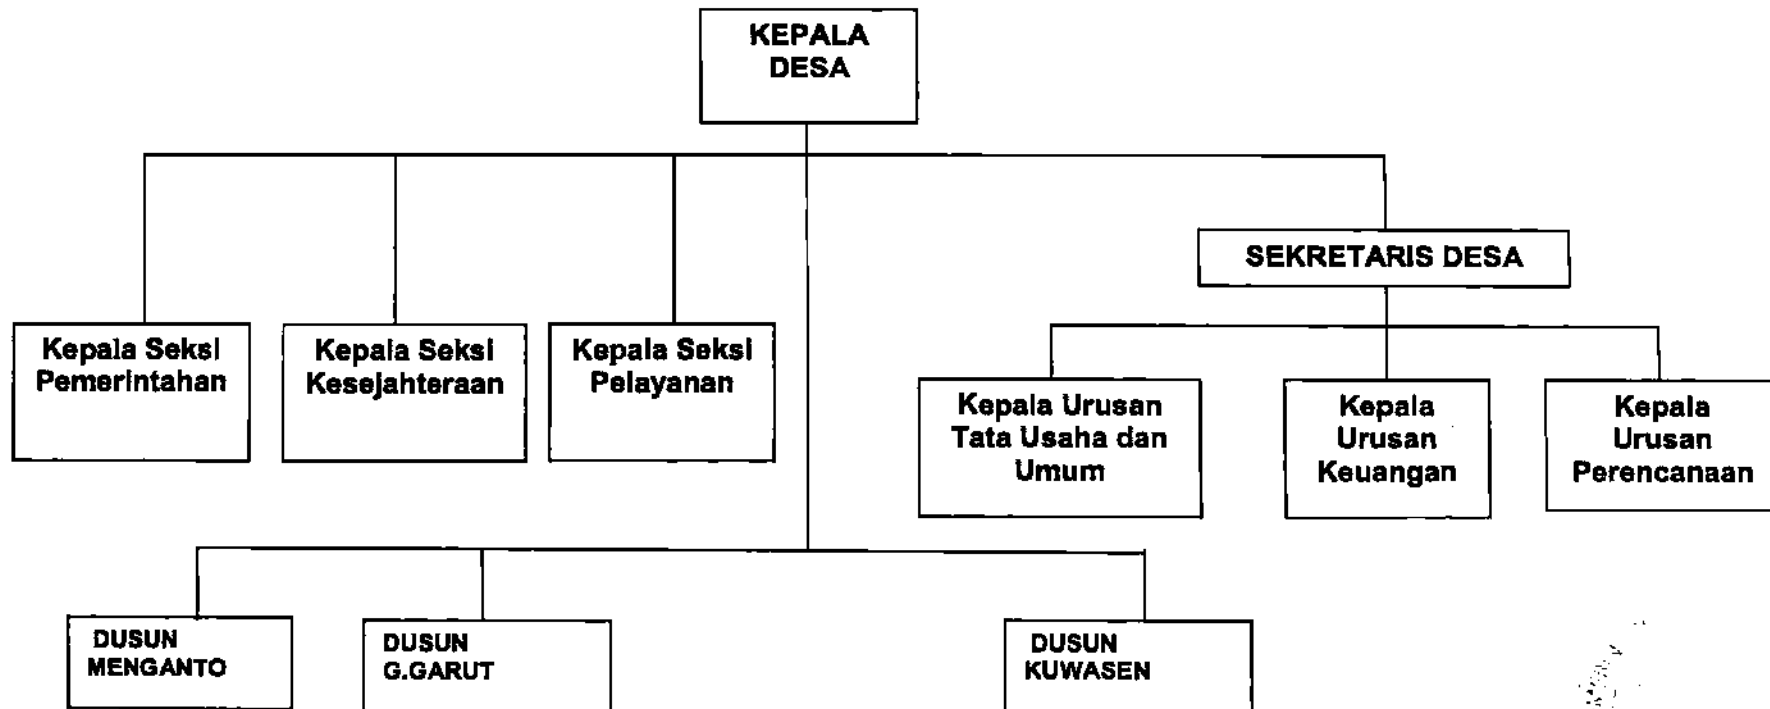 KEPALA
DESA
SEKRETARIS DESA
Kepala Seksi
Pemerintahan
Kepala Seksi
Kesejahteraan
Kepala Seksi
Pelayanan
Kepala Urusan
Tata Usaha dan
Umum
Kepala
Urusan
Keuangan
Kepala
Urusan
Perencanaan
DUSUN
MENGANTO
DUSUN
G.GARUT
DUSUN
KUWASEN